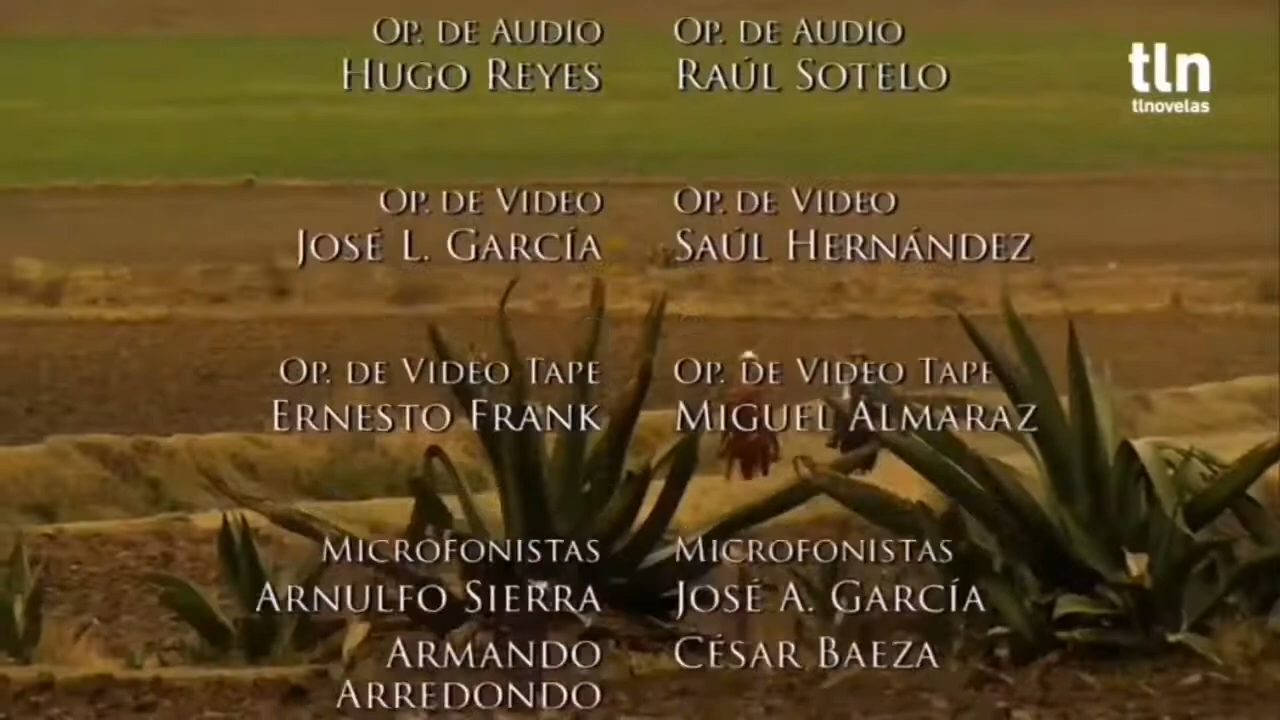 Op. de Audio
Hugo Reyes
Op. de Audio
Raúl Sotelo
tln
tlnovelas
Op. de Video
José L. García
Op. de Video
Saúl Hernández
Op. de Video Tape
Ernesto Frank
Op. de Video Tape
Miguel Almaraz
Microfonistas
Arnulfo Sierra
Armando
Arredondo
Microfonistas
José A. García
César Baeza